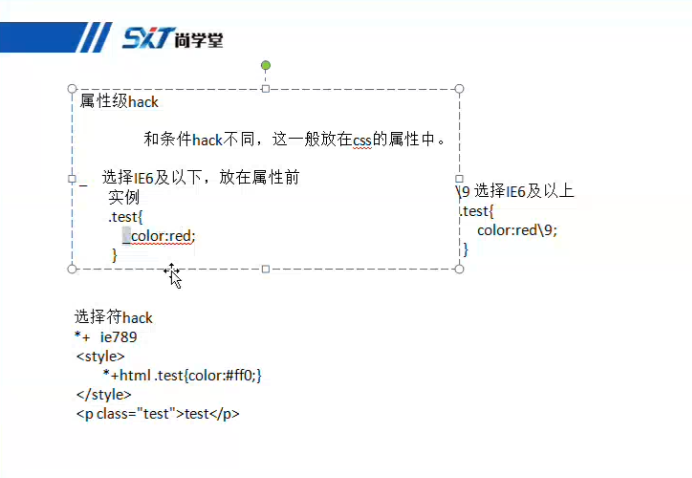 SXT 尚学堂
属性级hack
和条件hack不同，这一般放在css的属性中。
_ 选择IE6及以下，放在属性前
实例
.test{
_color:red;
}
\9 选择IE6及以上
.test{
color:red\9;
}
选择符hack
*+ ie789
<style>
*+html .test{color:#ff0;}
</style>
<p class="test">test</p>